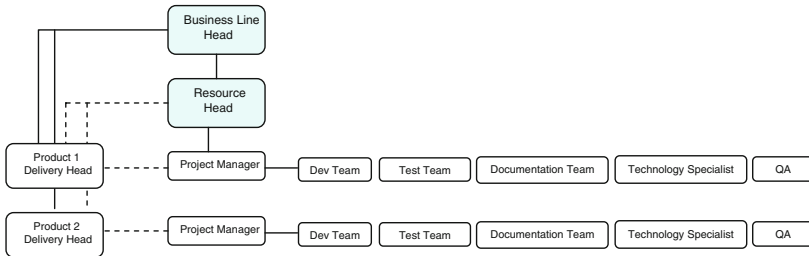 Business Line
Head
Resource
Head
Product 1
Delivery Head
Project Manager
Dev Team
Test Team
Documentation Team
Technology Specialist
QA
Product 2
Delivery Head
Project Manager
Dev Team
Test Team
Documentation Team
Technology Specialist
QA